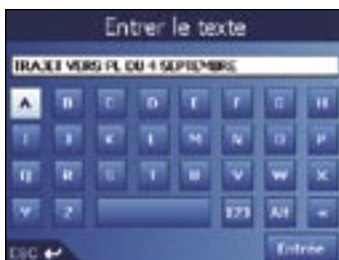 Entrer le texte
TRAJET VERS PL DU 4 SEPTEMBRE
A B C D E F G H
I J K L M N O P
Q R S T U V W X
Y Z 123 Alt «
ESC Entrée